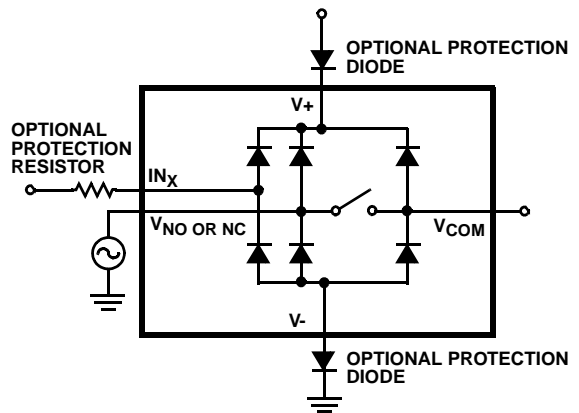 OPTIONAL PROTECTION
DIODE
V+
OPTIONAL
PROTECTION
RESISTOR
INX
VNO OR NC
VCOM
V-
OPTIONAL PROTECTION
DIODE